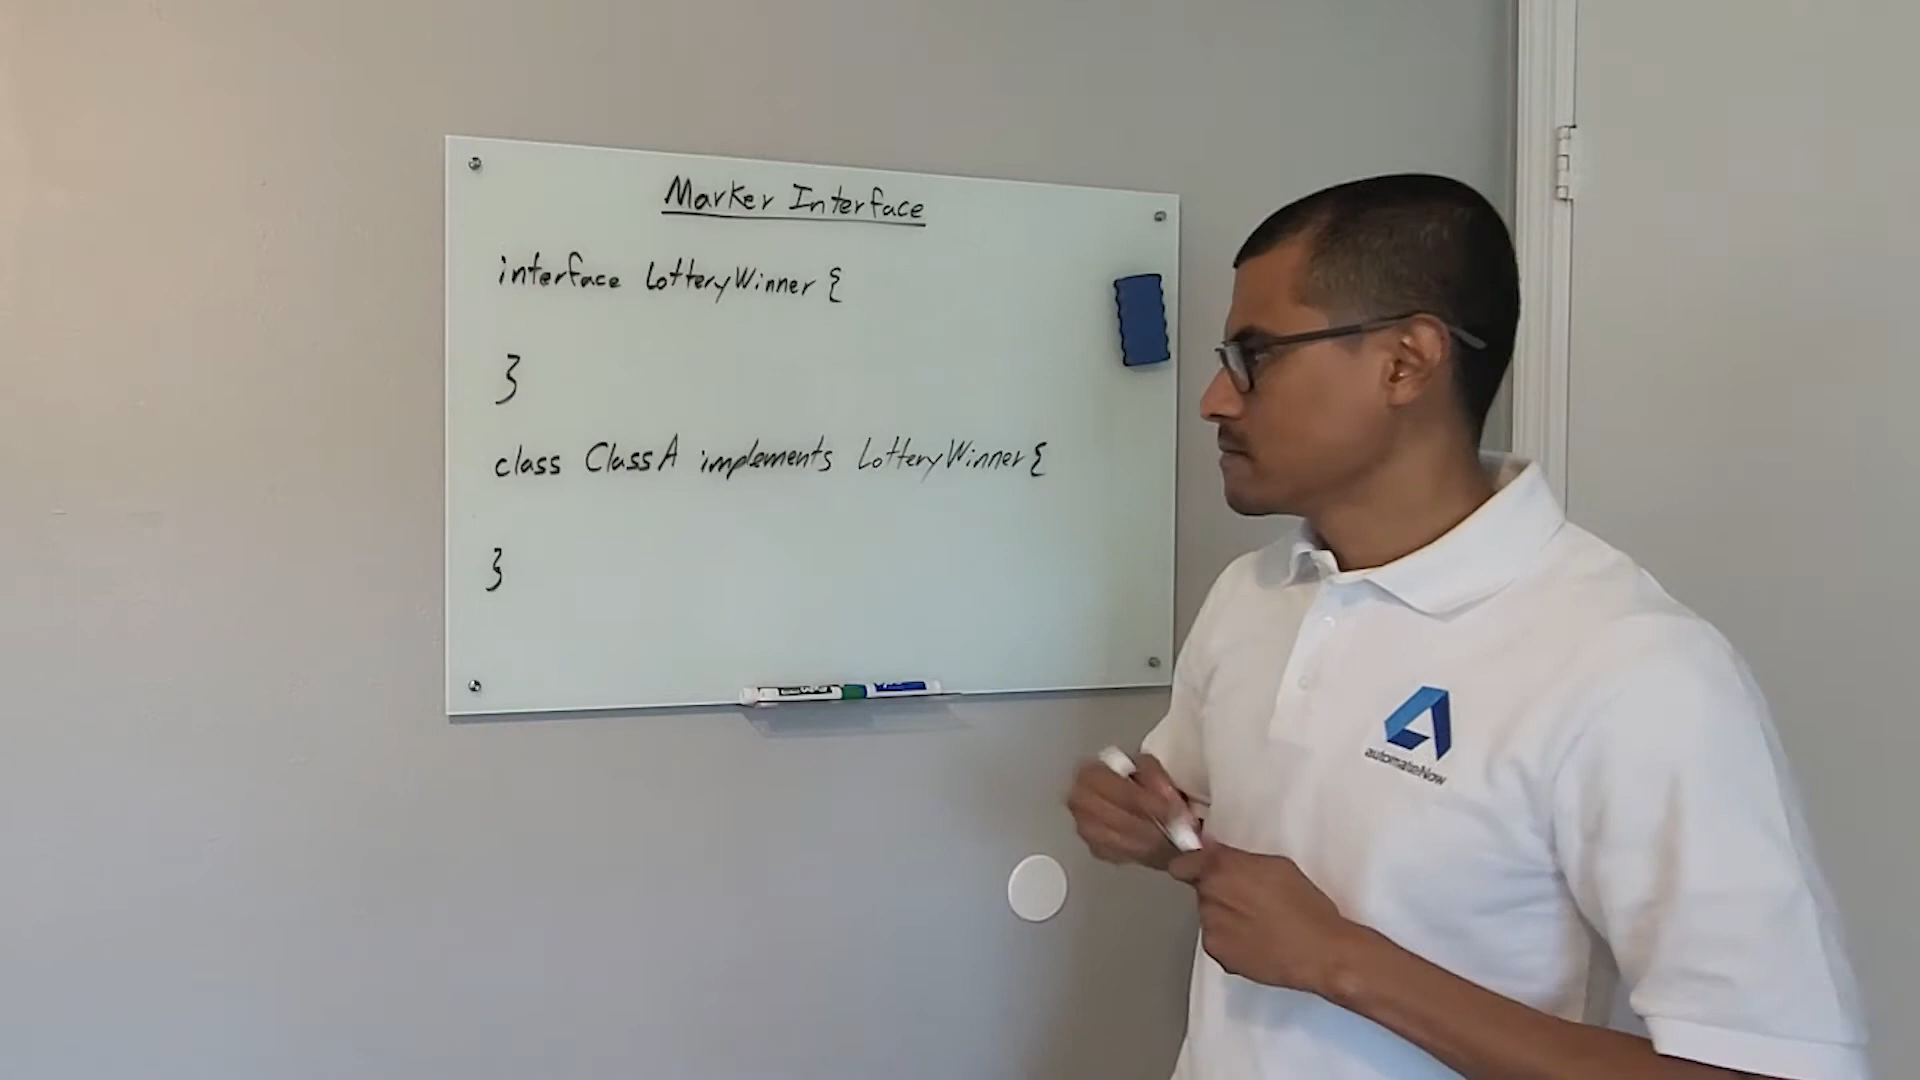 Marker Interface
interface LotteryWinner {
}
class ClassA implements LotteryWinner {
}
automateNow